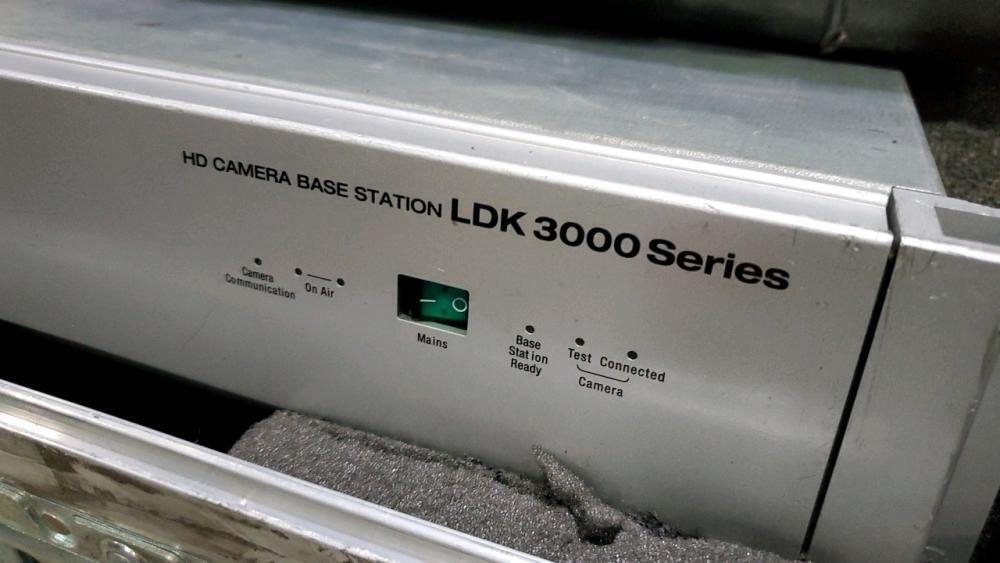 HD CAMERA BASE STATION LDK 3000 Series
Camera
Communication
On Air
Mains
Base
Station
Ready
Test Connected
Camera